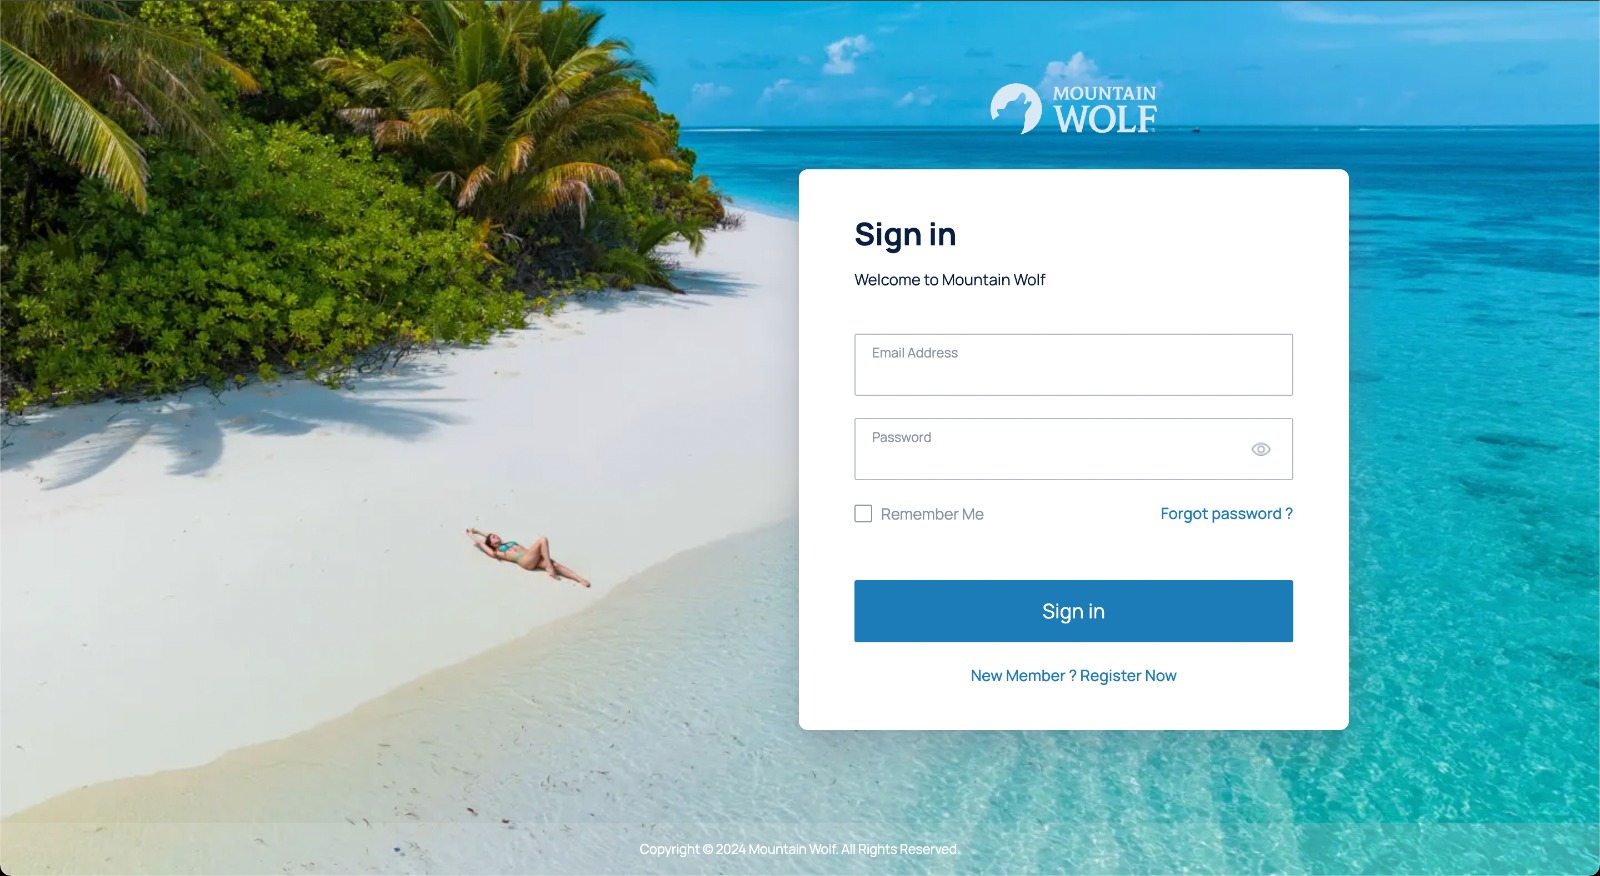 MOUNTAIN
WOLF
Sign in
Welcome to Mountain Wolf
Email Address
Password
Remember Me
Forgot password ?
Sign in
New Member ? Register Now
Copyright © 2024 Mountain Wolf. All Rights Reserved.